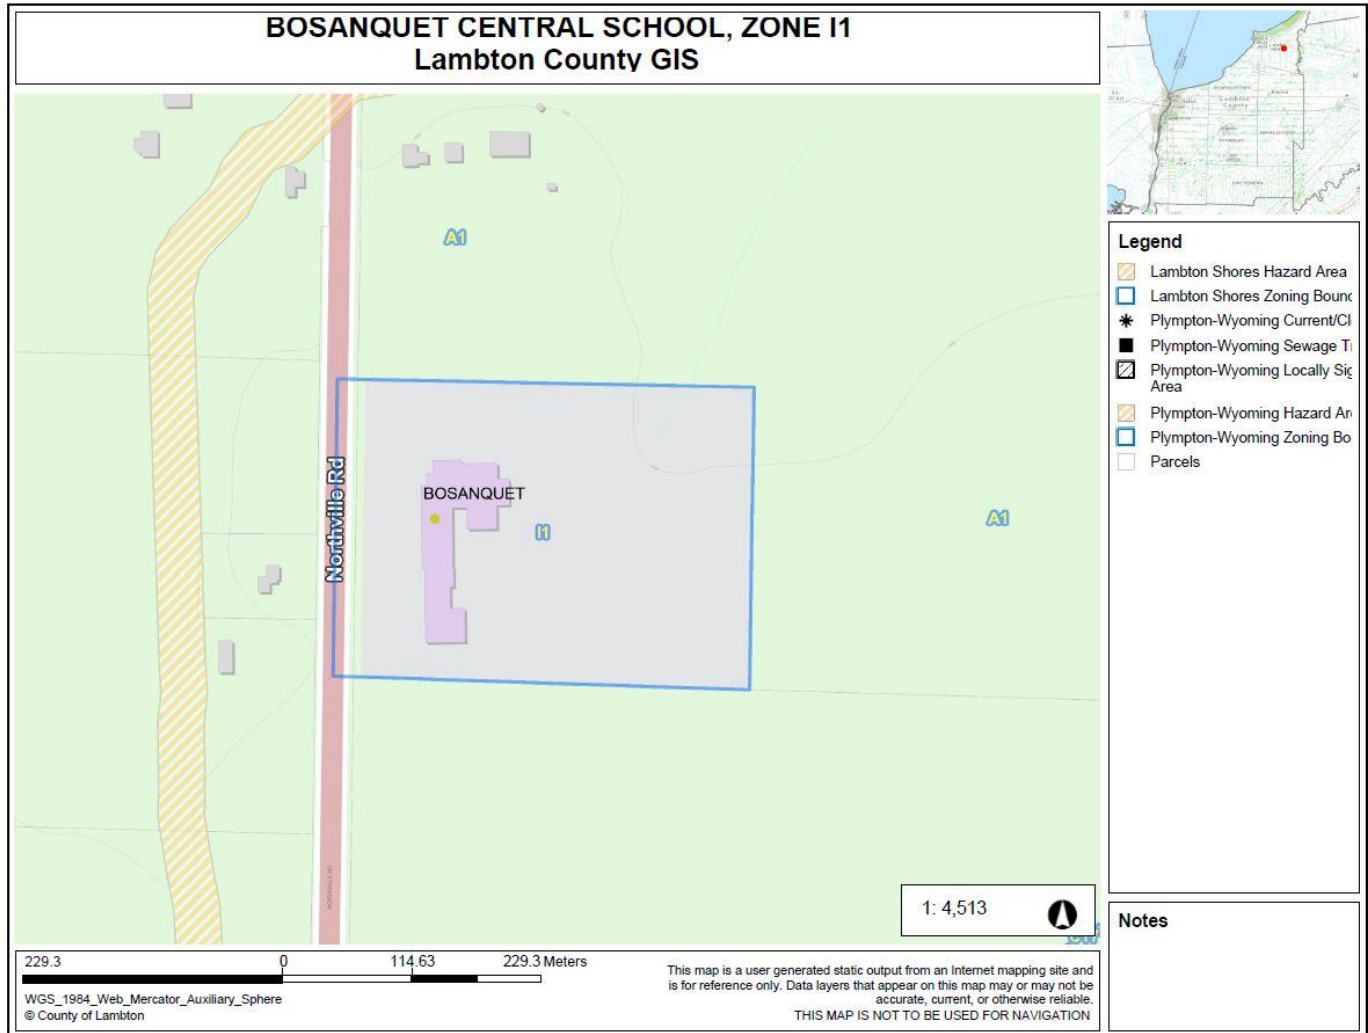 BOSANQUET CENTRAL SCHOOL, ZONE I1
Lambton County GIS
A1
Northville Rd
BOSANQUET
I1
A1
NORTHVILLE RD
1: 4,513
Legend
Lambton Shores Hazard Area
Lambton Shores Zoning Bound
Plympton-Wyoming Current/Cl
Plympton-Wyoming Sewage Tr
Plympton-Wyoming Locally Sig
Area
Plympton-Wyoming Hazard Are
Plympton-Wyoming Zoning Bo
Parcels
Notes
229.3 0 114.63 229.3 Meters
WGS_1984_Web_Mercator_Auxiliary_Sphere
© County of Lambton
This map is a user generated static output from an Internet mapping site and
is for reference only. Data layers that appear on this map may or may not be
accurate, current, or otherwise reliable.
THIS MAP IS NOT TO BE USED FOR NAVIGATION